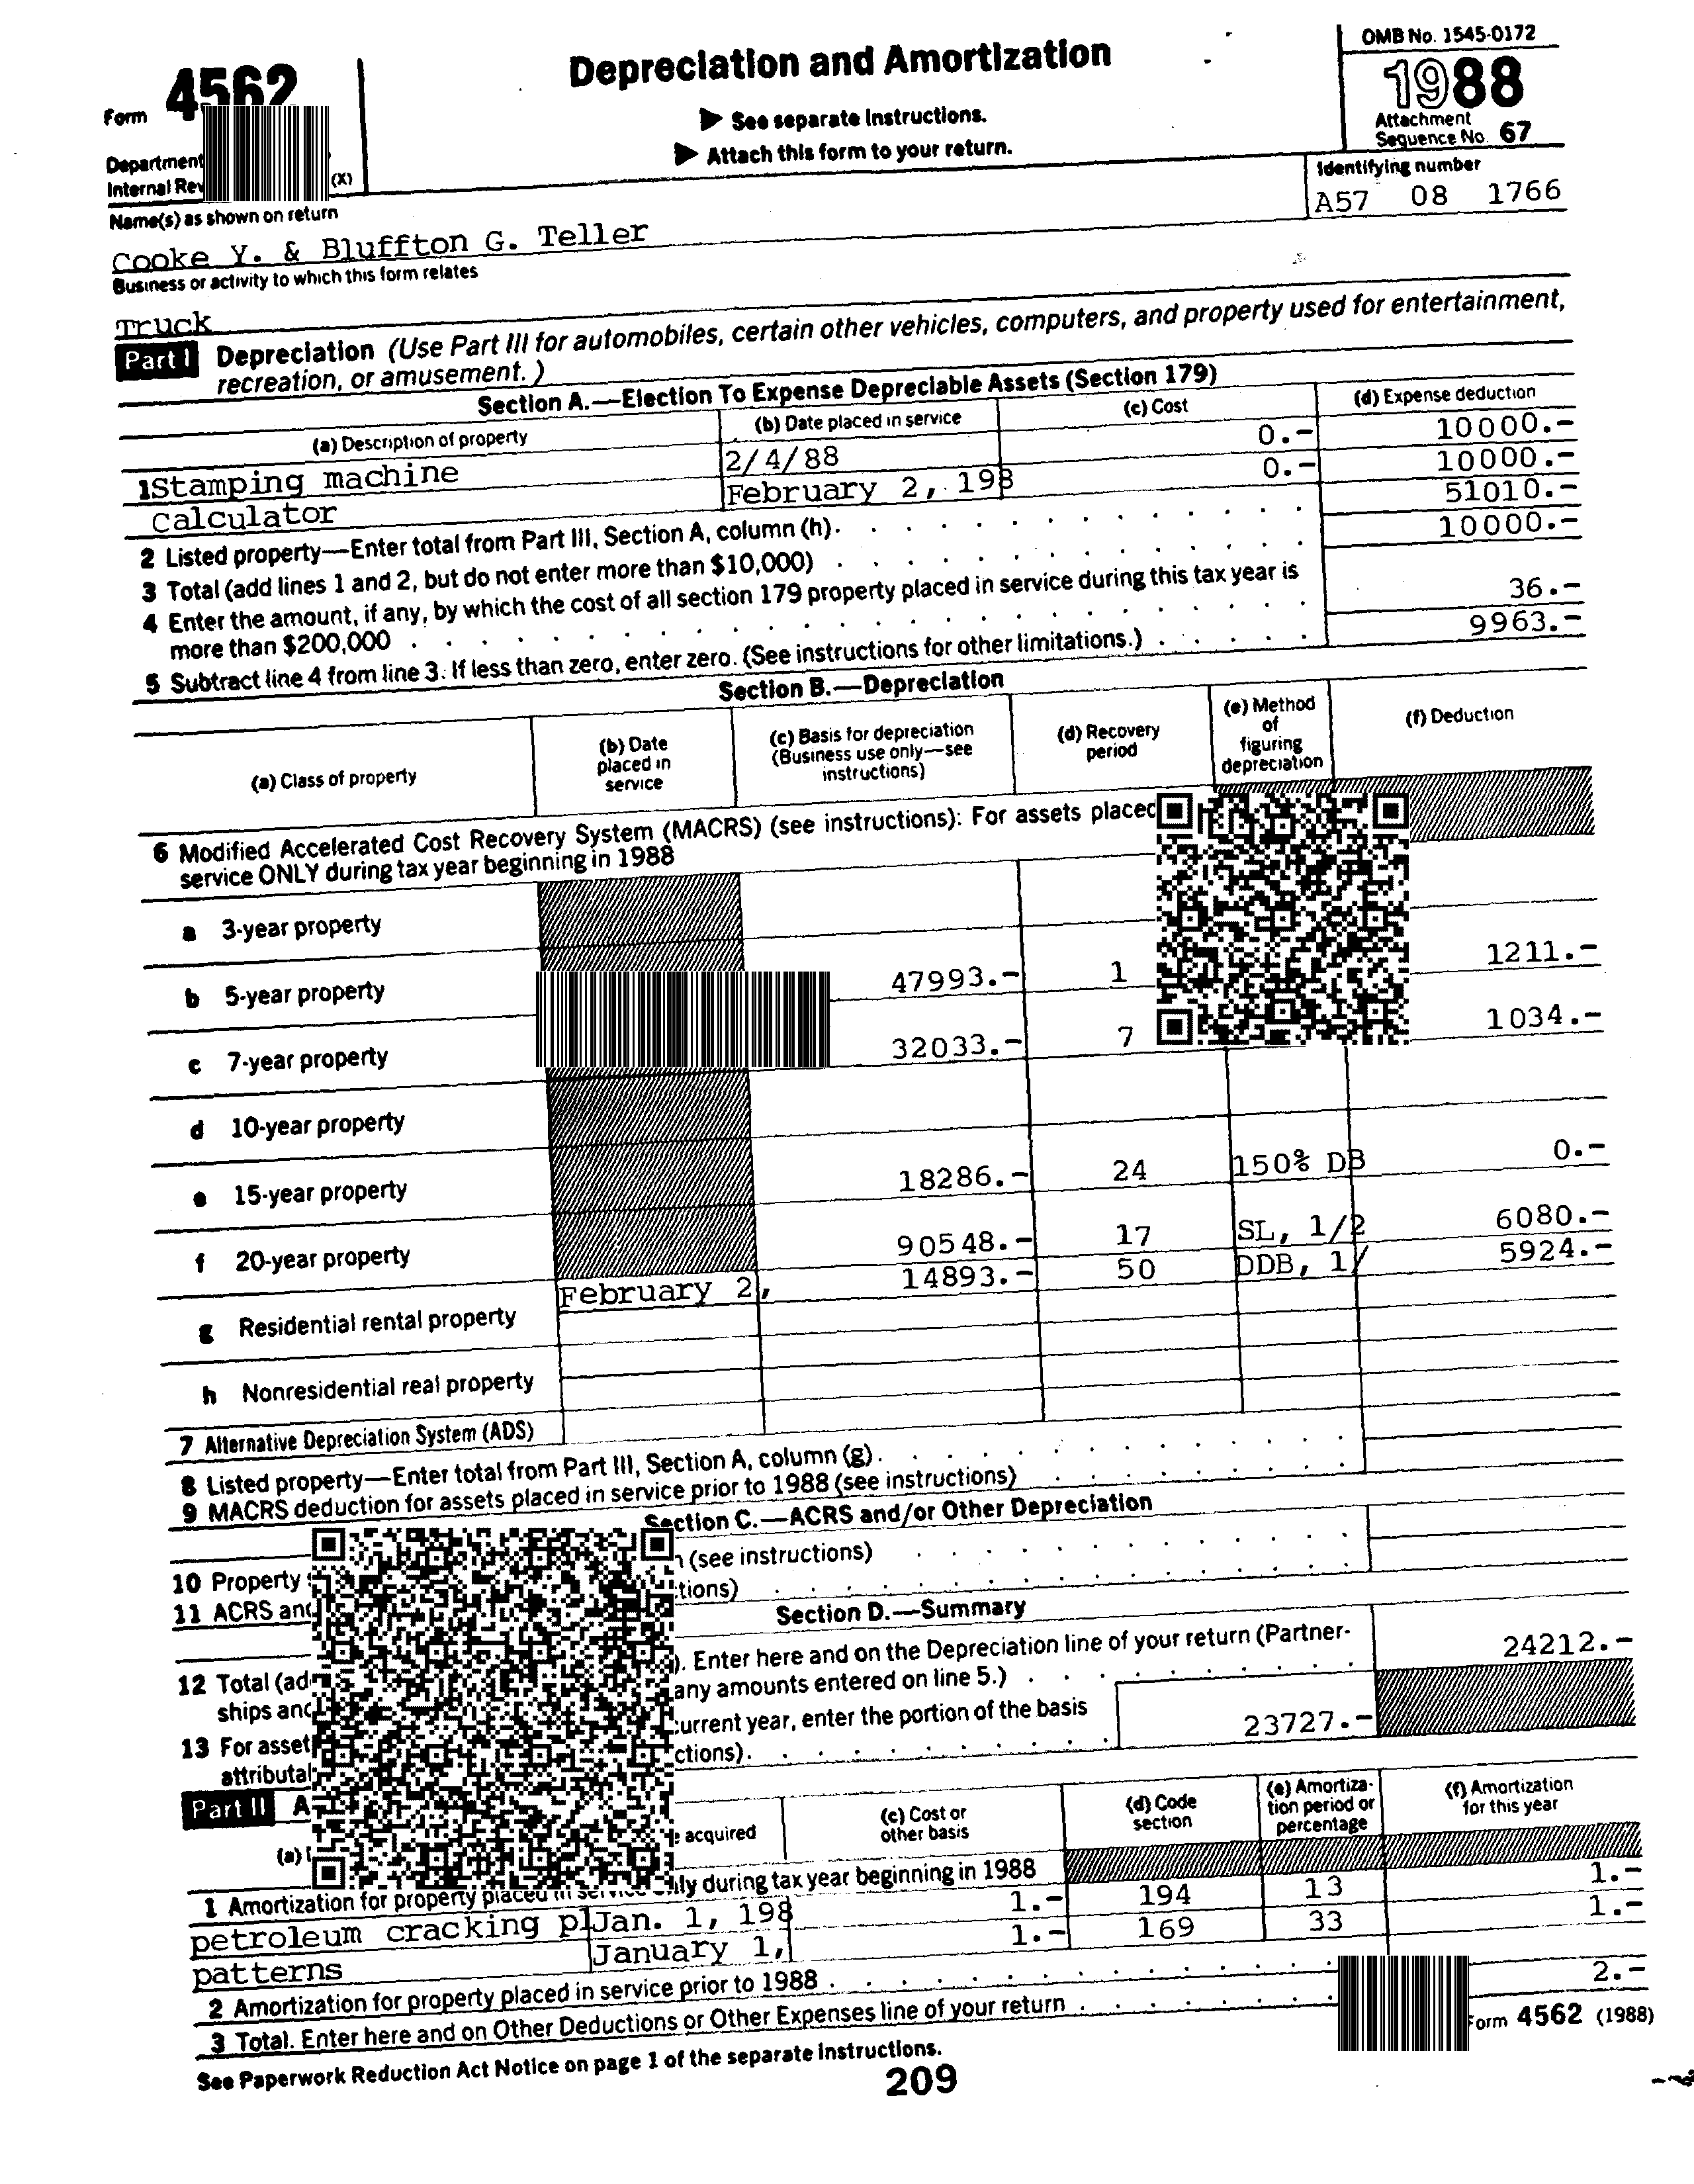 OMB No. 1545-0172
Form 4562
Depreciation and Amortization
1988
▶ See separate instructions.
▶ Attach this form to your return.
Attachment
Sequence No. 67
Department
Internal Rev (X)
Name(s) as shown on return
Identifying number
Cooke Y. & Bluffton G. Teller
A57 08 1766
Business or activity to which this form relates
Truck
Part I Depreciation (Use Part III for automobiles, certain other vehicles, computers, and property used for entertainment,
recreation, or amusement.)
Section A.—Election To Expense Depreciable Assets (Section 179)
(a) Description of property (b) Date placed in service (c) Cost (d) Expense deduction
1 Stamping machine 2/4/88 0.- 10000.-
Calculator February 2, 198 0.- 10000.-
2 Listed property—Enter total from Part III, Section A, column (h) 51010.-
3 Total (add lines 1 and 2, but do not enter more than $10,000) 10000.-
4 Enter the amount, if any, by which the cost of all section 179 property placed in service during this tax year is
more than $200,000 36.-
5 Subtract line 4 from line 3. If less than zero, enter zero. (See instructions for other limitations.) 9963.-
Section B.—Depreciation
(a) Class of property
(b) Date
placed in
service
(c) Basis for depreciation
(Business use only—see
instructions)
(d) Recovery
period
(e) Method
of
figuring
depreciation
(f) Deduction
6 Modified Accelerated Cost Recovery System (MACRS) (see instructions): For assets placed
service ONLY during tax year beginning in 1988
a 3-year property
b 5-year property 47993.- 1 1211.-
c 7-year property 32033.- 7 1034.-
d 10-year property
e 15-year property 18286.- 24 150% DB 0.-
f 20-year property 90548.- 17 SL, 1/2 6080.-
February 2, 14893.- 50 DDB, 1/ 5924.-
g Residential rental property
h Nonresidential real property
7 Alternative Depreciation System (ADS)
8 Listed property—Enter total from Part III, Section A, column (g)
9 MACRS deduction for assets placed in service prior to 1988 (see instructions)
Section C.—ACRS and/or Other Depreciation
10 Property (see instructions)
11 ACRS
Section D.—Summary
12 Total ). Enter here and on the Depreciation line of your return (Partner-
ships any amounts entered on line 5.) 24212.-
13 For current year, enter the portion of the basis
23727.-
Part II
acquired
(c) Cost or
other basis
(d) Code
section
(e) Amortiza-
tion period or
percentage
(f) Amortization
for this year
1 Amortization for property placed in service only during tax year beginning in 1988
petroleum cracking pl Jan. 1, 198 1.- 194 13 1.-
patterns January 1, 1.- 169 33 1.-
2 Amortization for property placed in service prior to 1988
3 Total. Enter here and on Other Deductions or Other Expenses line of your return 2.-
See Paperwork Reduction Act Notice on page 1 of the separate instructions.
Form 4562 (1988)
209